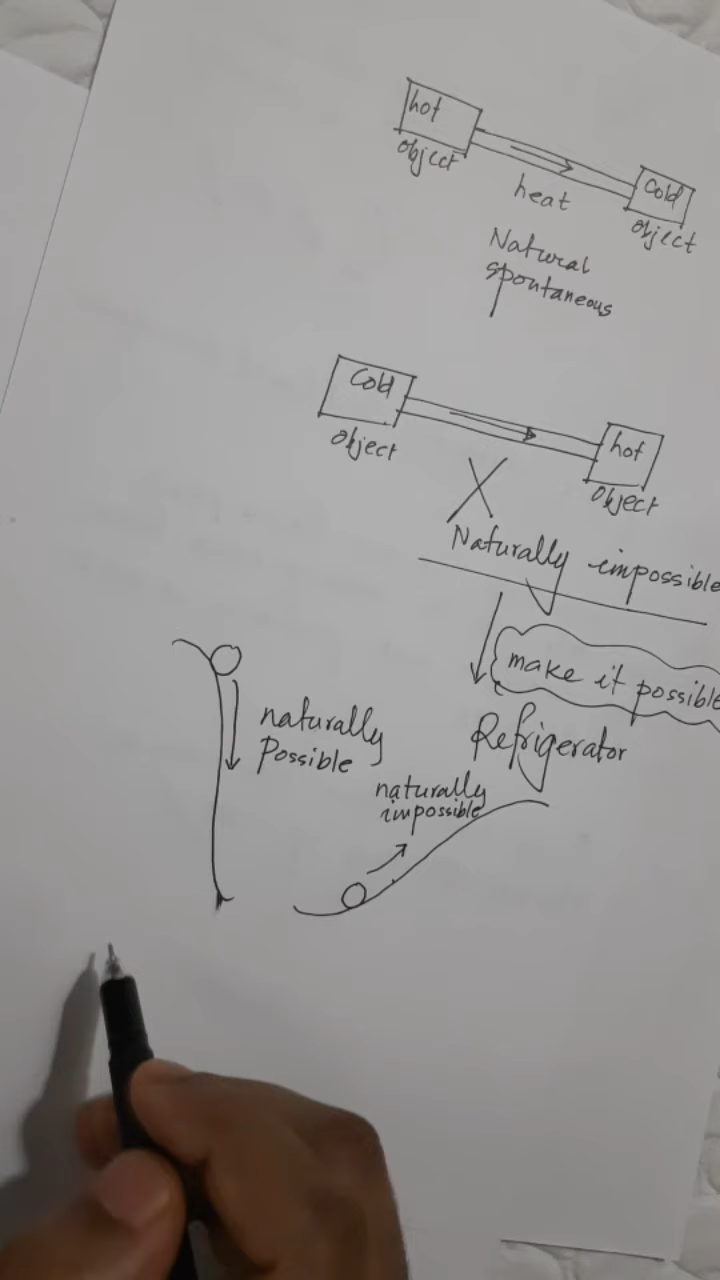 hot
object
heat
cold
object
Natural
spontaneous
Cold
object
hot
object
X
Naturally impossible
make it possible
Refrigerator
naturally
Possible
naturally
impossible